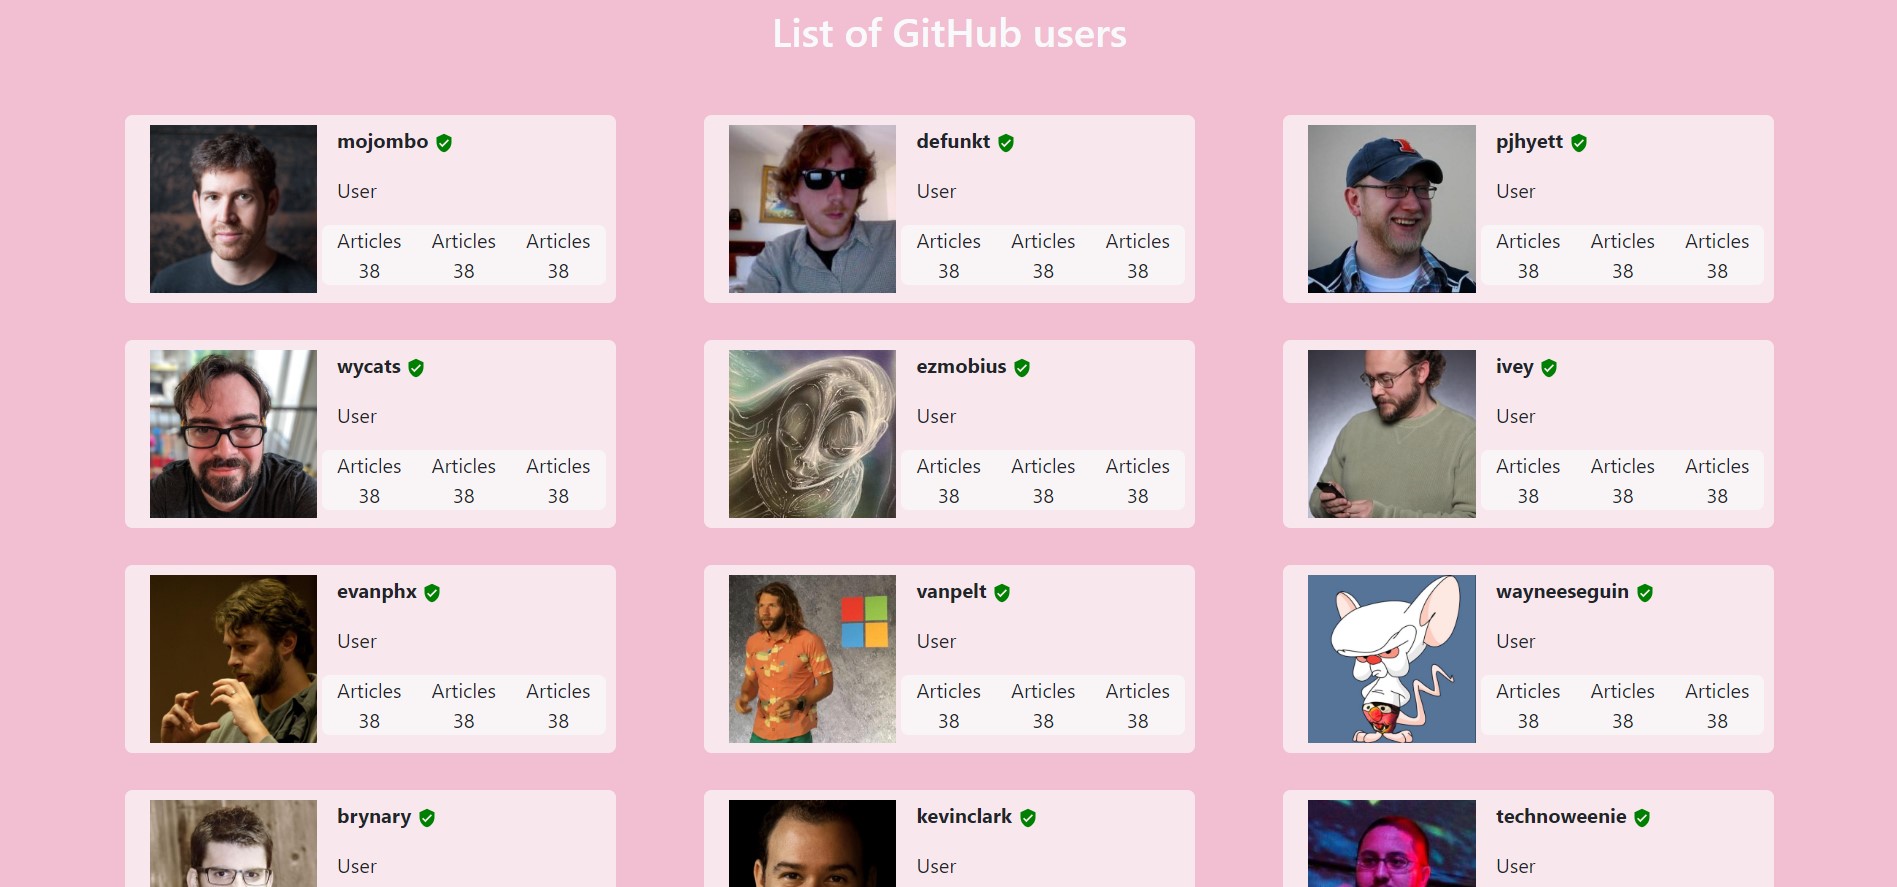 List of GitHub users
mojombo
User
Articles Articles Articles
38 38 38
defunkt
User
Articles Articles Articles
38 38 38
pjhyett
User
Articles Articles Articles
38 38 38
wycats
User
Articles Articles Articles
38 38 38
ezmobius
User
Articles Articles Articles
38 38 38
ivey
User
Articles Articles Articles
38 38 38
evanphx
User
Articles Articles Articles
38 38 38
vanpelt
User
Articles Articles Articles
38 38 38
wayneeseguin
User
Articles Articles Articles
38 38 38
brynary
User
kevinclark
User
technoweenie
User